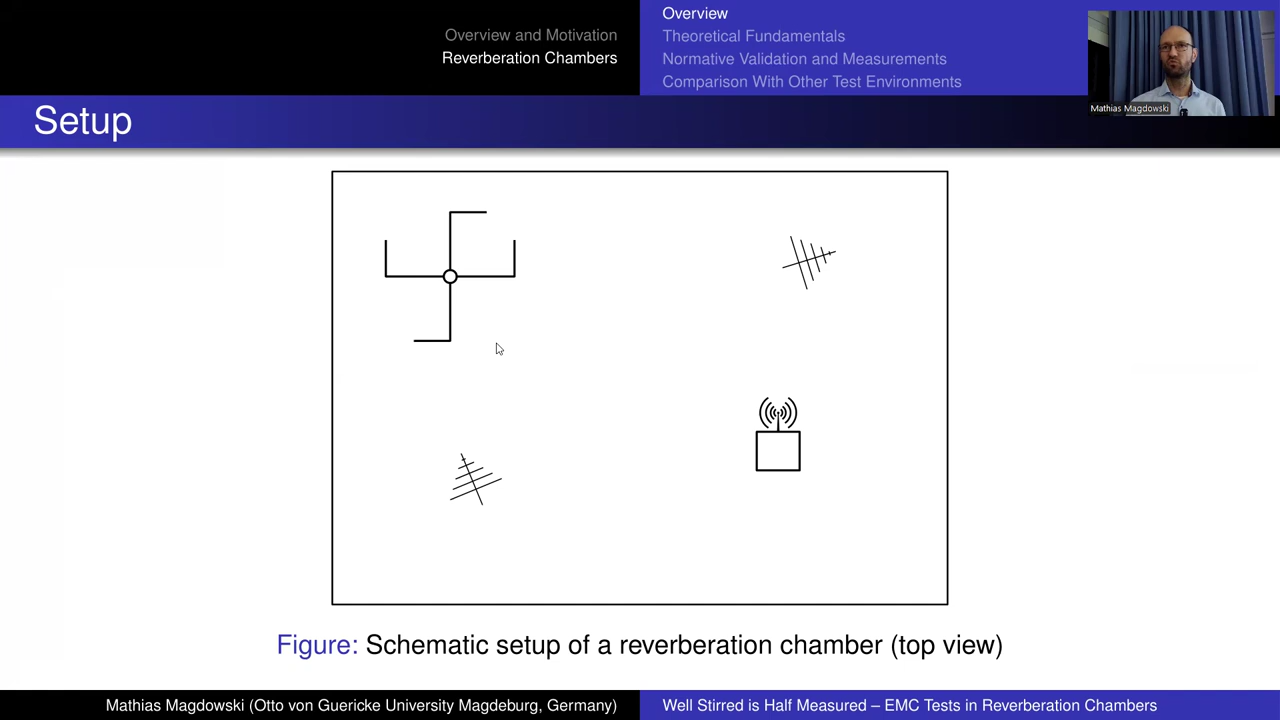 Overview and Motivation
Reverberation Chambers
Overview
Theoretical Fundamentals
Normative Validation and Measurements
Comparison With Other Test Environments
Mathias Magdowski
Setup
Figure: Schematic setup of a reverberation chamber (top view)
Mathias Magdowski (Otto von Guericke University Magdeburg, Germany)
Well Stirred is Half Measured – EMC Tests in Reverberation Chambers